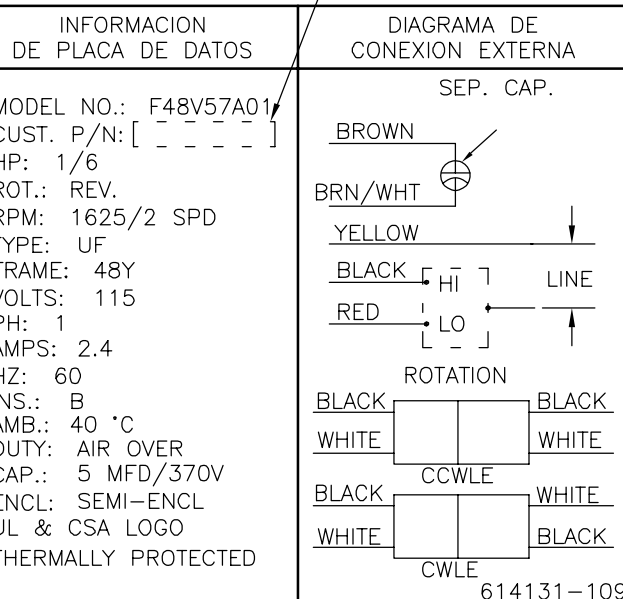 INFORMACION
DE PLACA DE DATOS
MODEL NO.: F48V57A01
CUST. P/N: [ _ _ _ _ ]
HP: 1/6
ROT.: REV.
RPM: 1625/2 SPD
TYPE: UF
FRAME: 48Y
VOLTS: 115
PH: 1
AMPS: 2.4
HZ: 60
INS.: B
AMB.: 40 °C
DUTY: AIR OVER
CAP.: 5 MFD/370V
ENCL: SEMI-ENCL
UL & CSA LOGO
THERMALLY PROTECTED
DIAGRAMA DE
CONEXION EXTERNA
SEP. CAP.
BROWN
BRN/WHT
YELLOW
BLACK HI LINE
RED LO
ROTATION
BLACK BLACK
WHITE WHITE
CCWLE
BLACK WHITE
WHITE BLACK
CWLE
614131-109